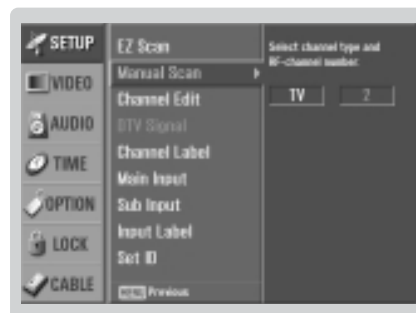 SETUP
VIDEO
AUDIO
TIME
OPTION
LOCK
CABLE
EZ Scan
Manual Scan
Channel Edit
DTV Signal
Channel Label
Main Input
Sub Input
Input Label
Set ID
MENU Previous
Select channel type and
RF-channel number.
TV 2